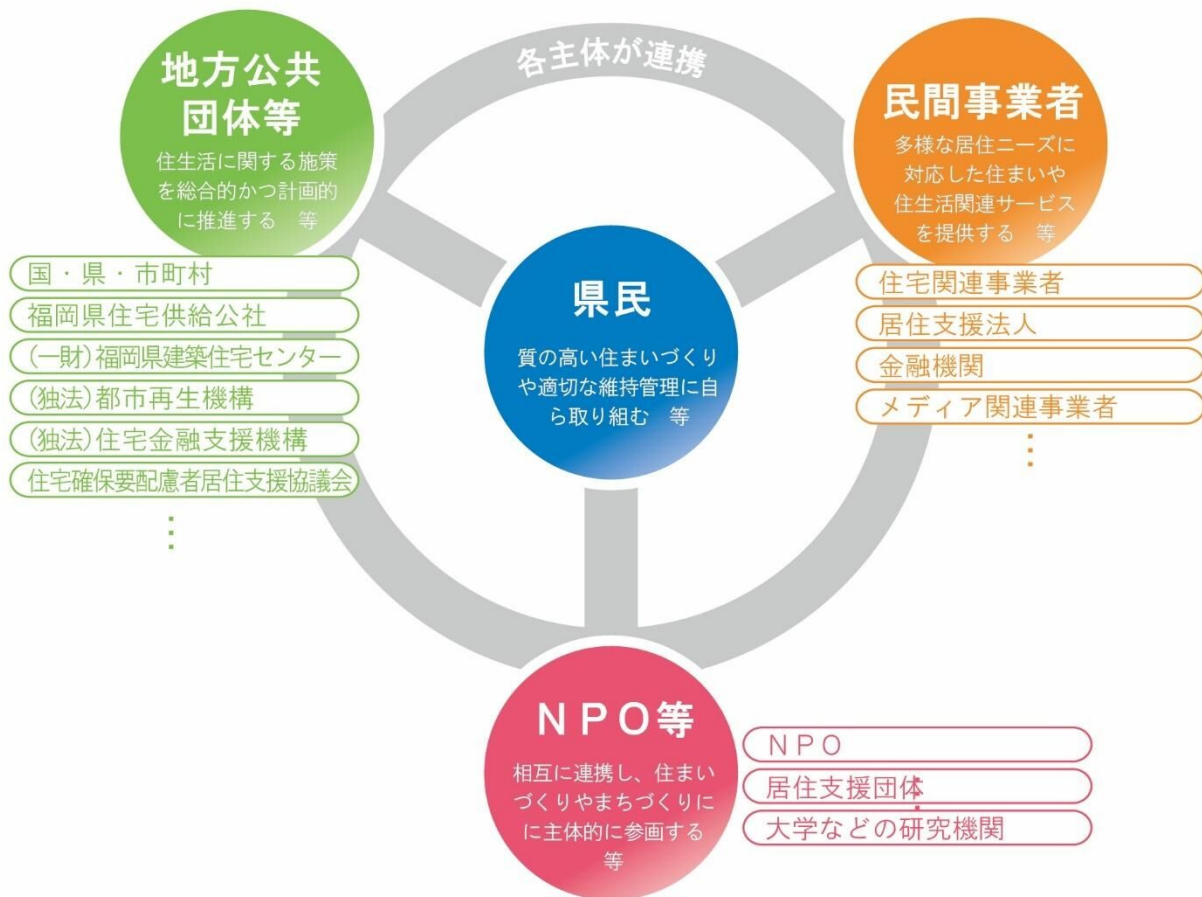 各主体が連携
地方公共
団体等
住生活に関する施策
を総合的かつ計画的
に推進する　等
国・県・市町村
福岡県住宅供給公社
(一財)福岡県建築住宅センター
(独法)都市再生機構
(独法)住宅金融支援機構
住宅確保要配慮者居住支援協議会
民間事業者
多様な居住ニーズに
対応した住まいや
住生活関連サービス
を提供する　等
住宅関連事業者
居住支援法人
金融機関
メディア関連事業者
県民
質の高い住まいづくり
や適切な維持管理に自
ら取り組む　等
ＮＰＯ等
相互に連携し、住まい
づくりやまちづくりに
に主体的に参画する
等
ＮＰＯ
居住支援団体
大学などの研究機関